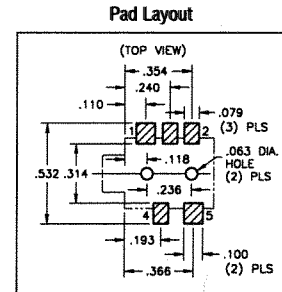 Pad Layout
(TOP VIEW)
.354
.240
.110
.079
(3) PLS
1
2
.063 DIA.
HOLE
(2) PLS
.118
.532
.314
.236
4
5
.193
.100
(2) PLS
.366